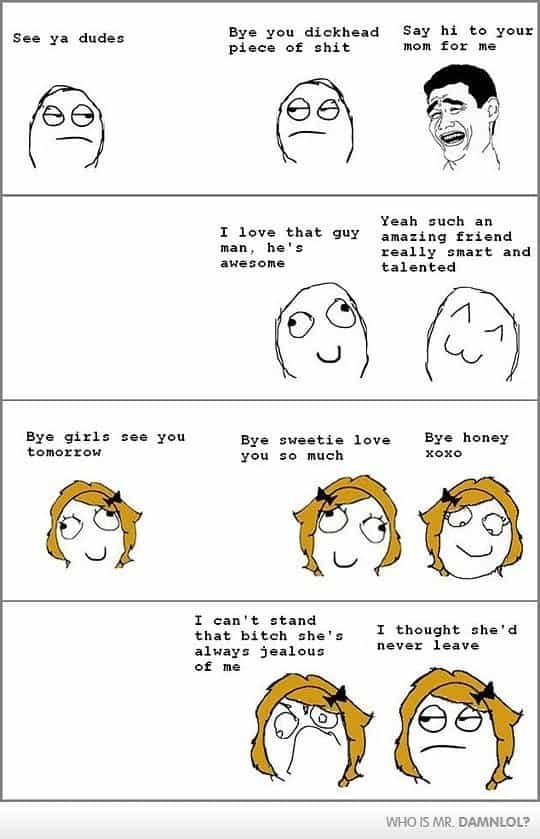 See ya dudes
Bye you dickhead
piece of shit
Say hi to your
mom for me
I love that guy
man, he's
awesome
Yeah such an
amazing friend
really smart and
talented
Bye girls see you
tomorrow
Bye sweetie love
you so much
Bye honey
xoxo
I can't stand
that bitch she's
always jealous
of me
I thought she'd
never leave
WHO IS MR. DAMNLOL?